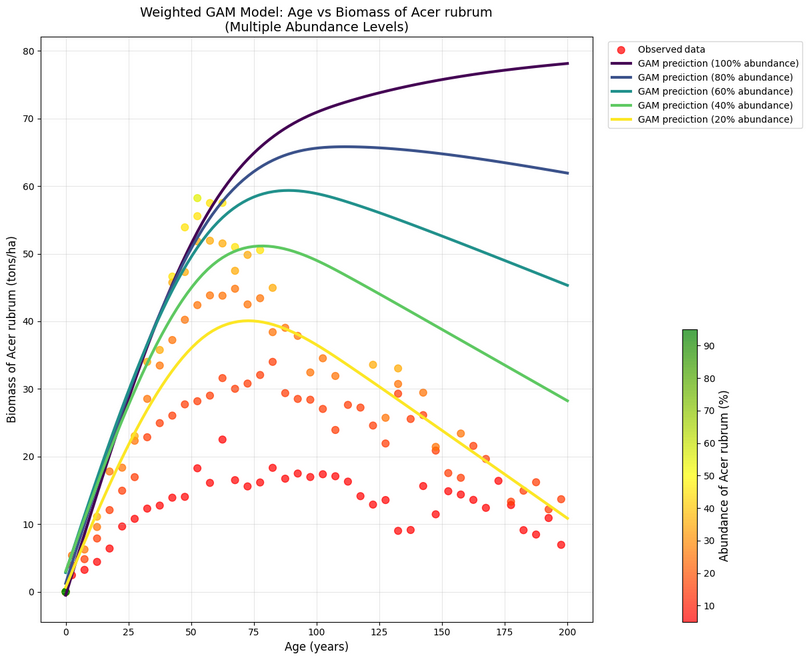 Weighted GAM Model: Age vs Biomass of Acer rubrum
(Multiple Abundance Levels)
Observed data
GAM prediction (100% abundance)
GAM prediction (80% abundance)
GAM prediction (60% abundance)
GAM prediction (40% abundance)
GAM prediction (20% abundance)
Biomass of Acer rubrum (tons/ha)
80
70
60
50
40
30
20
10
0
0
25
50
75
100
125
150
175
200
Age (years)
90
80
70
60
50
40
30
20
10
Abundance of Acer rubrum (%)